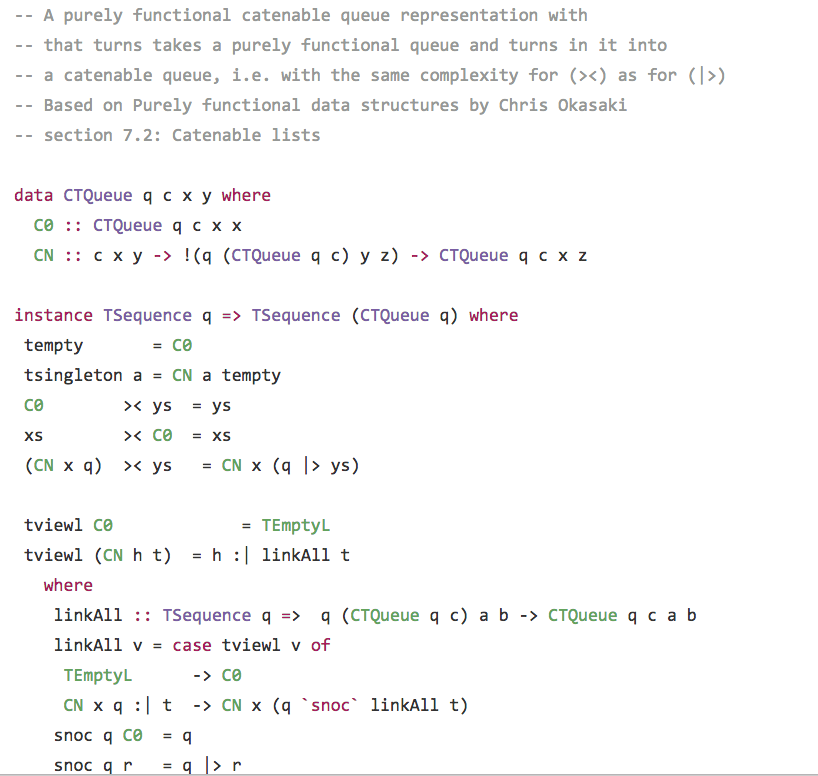 -- A purely functional catenable queue representation with
-- that turns takes a purely functional queue and turns in it into
-- a catenable queue, i.e. with the same complexity for (><) as for (|>)
-- Based on Purely functional data structures by Chris Okasaki
-- section 7.2: Catenable lists
data CTQueue q c x y where
C0 :: CTQueue q c x x
CN :: c x y -> !(q (CTQueue q c) y z) -> CTQueue q c x z
instance TSequence q => TSequence (CTQueue q) where
tempty = C0
tsingleton a = CN a tempty
C0 >< ys = ys
xs >< C0 = xs
(CN x q) >< ys = CN x (q |> ys)
tviewl C0 = TEmptyL
tviewl (CN h t) = h :| linkAll t
where
linkAll :: TSequence q => q (CTQueue q c) a b -> CTQueue q c a b
linkAll v = case tviewl v of
TEmptyL -> C0
CN x q :| t -> CN x (q `snoc` linkAll t)
snoc q C0 = q
snoc q r = q |> r